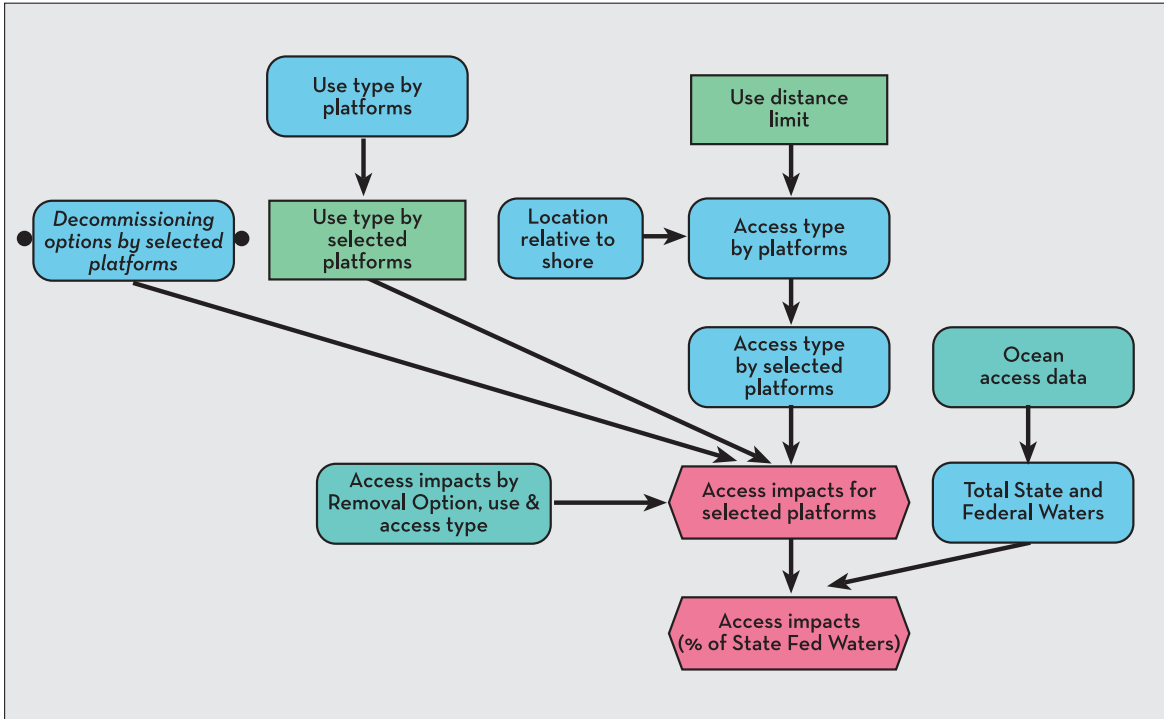 Use type by
platforms
Use distance
limit
Decommissioning
options by selected
platforms
Use type by
selected
platforms
Location
relative to
shore
Access type
by platforms
Access type
by selected
platforms
Ocean
access data
Access impacts by
Removal Option, use &
access type
Access impacts for
selected platforms
Total State and
Federal Waters
Access impacts
(% of State Fed Waters)